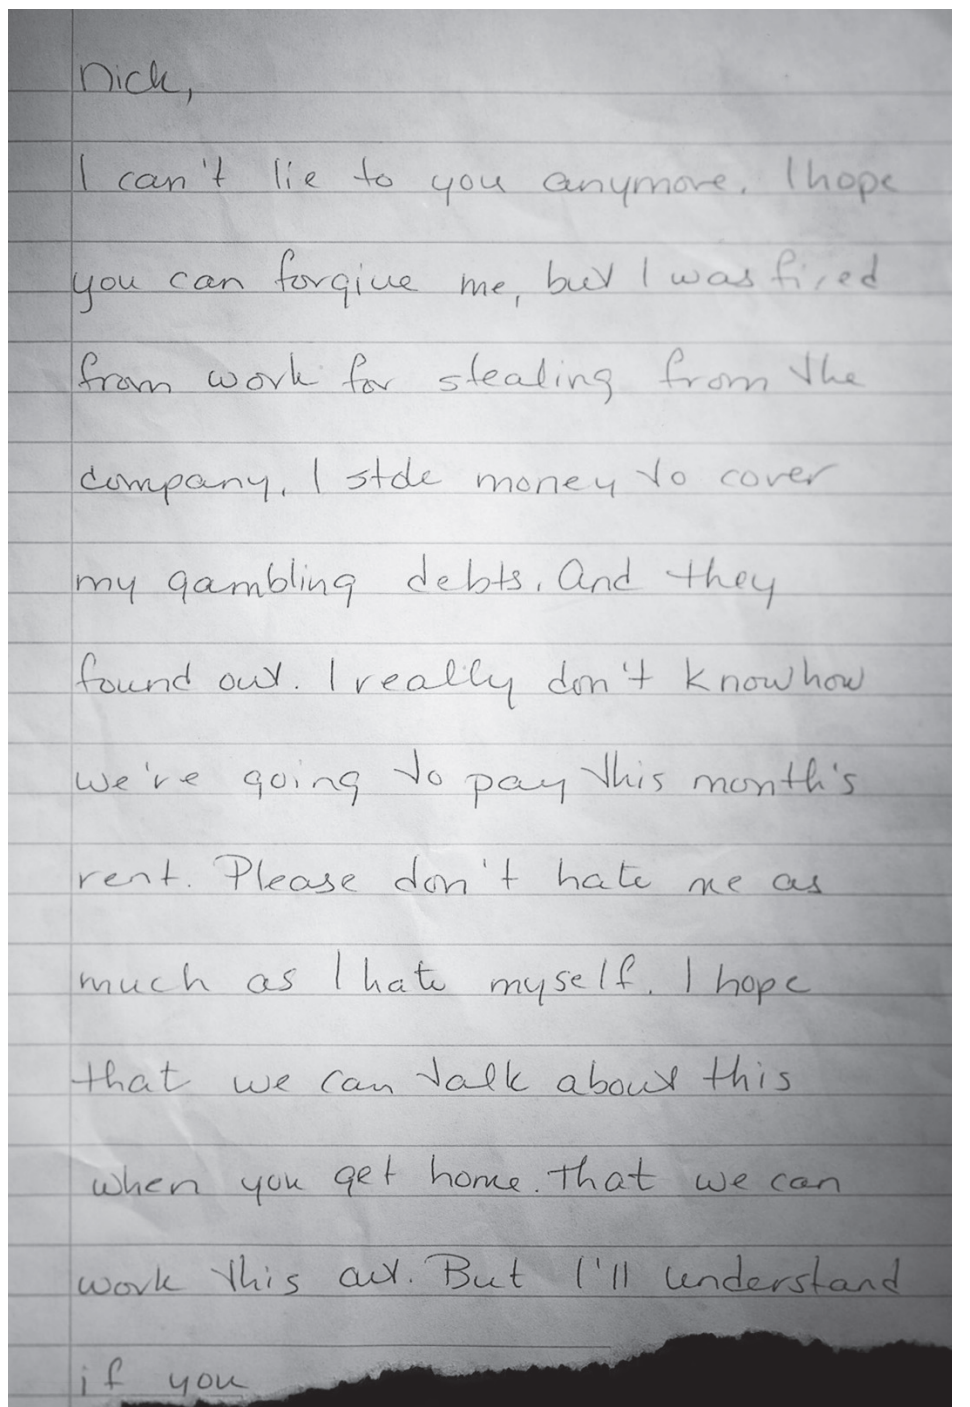 Nick,
I can't lie to you anymore. I hope
you can forgive me, but I was fired
from work for stealing from the
company. I stole money to cover
my gambling debts. And they
found out. I really don't know how
we're going to pay this month's
rent. Please don't hate me as
much as I hate myself. I hope
that we can talk about this
when you get home. That we can
work this out. But I'll understand
if you